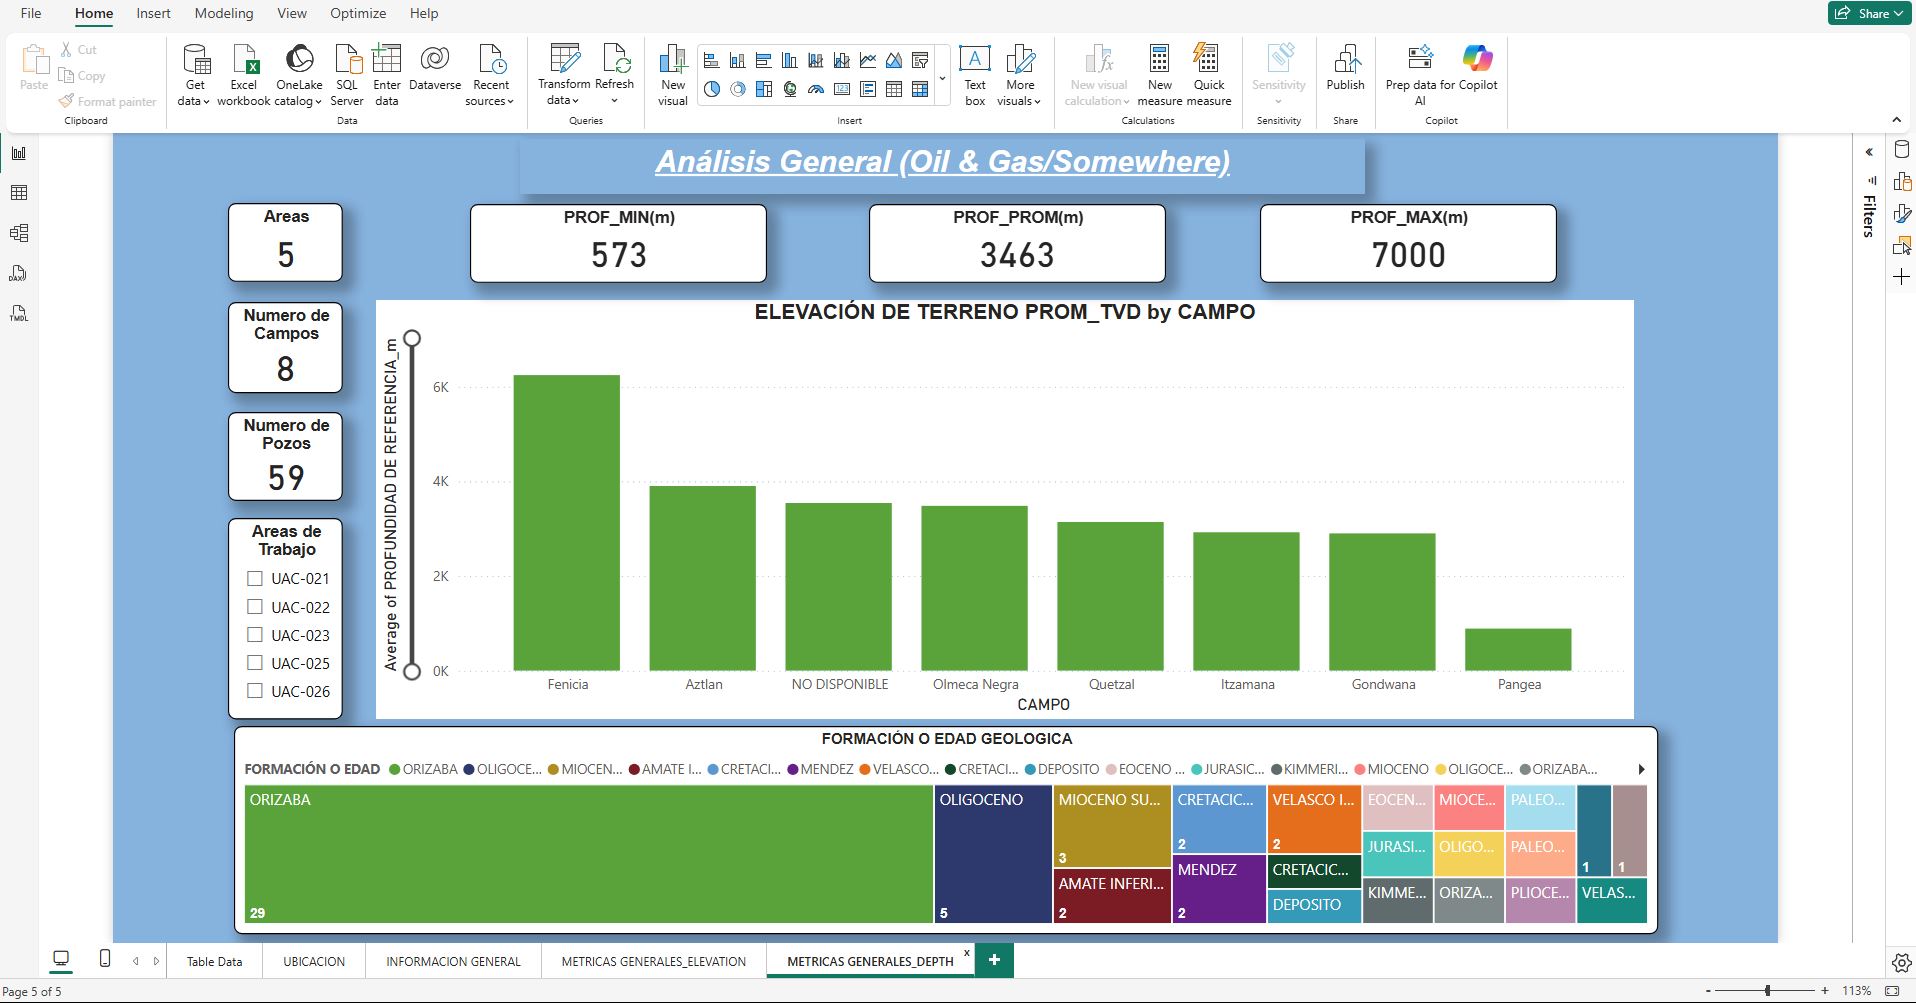 File Home Insert Modeling View Optimize Help
Share
Paste
Cut
Copy
Format painter
Clipboard
Get data
Excel workbook
OneLake catalog
SQL Server
Enter data
Dataverse
Recent sources
Data
Transform data
Refresh
Queries
New visual
Text box
More visuals
Insert
New visual calculation
New measure
Quick measure
Calculations
Sensitivity
Sensitivity
Publish
Share
Prep data for AI
Copilot
Copilot
DAX
TMDL
Filters
Análisis General (Oil & Gas/Somewhere)
Areas
5
PROF_MIN(m)
573
PROF_PROM(m)
3463
PROF_MAX(m)
7000
Numero de
Campos
8
Numero de
Pozos
59
Areas de
Trabajo
UAC-021
UAC-022
UAC-023
UAC-025
UAC-026
ELEVACIÓN DE TERRENO PROM_TVD by CAMPO
Average of PROFUNDIDAD DE REFERENCIA_m
6K
4K
2K
0K
Fenicia Aztlan NO DISPONIBLE Olmeca Negra Quetzal Itzamana Gondwana Pangea
CAMPO
FORMACIÓN O EDAD GEOLOGICA
FORMACIÓN O EDAD ORIZABA OLIGOCE... MIOCEN... AMATE I... CRETACI... MENDEZ VELASCO... CRETACI... DEPOSITO EOCENO ... JURASIC... KIMMERI... MIOCENO OLIGOCE... ORIZABA...
ORIZABA
29
OLIGOCENO
5
MIOCENO SU...
3
AMATE INFERI...
2
CRETACIC...
2
MENDEZ
2
VELASCO I...
2
CRETACIC...
DEPOSITO
EOCEN...
JURASI...
KIMME...
MIOCE...
OLIGO...
ORIZA...
PALEO...
PALEO...
PLIOCE...
1
1
VELAS...
Table Data UBICACION INFORMACION GENERAL METRICAS GENERALES_ELEVATION METRICAS GENERALES_DEPTH x +
Page 5 of 5
- + 113%